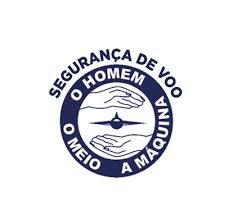 SEGURANÇA DE VOO
O HOMEM
O MEIO
A MÁQUINA